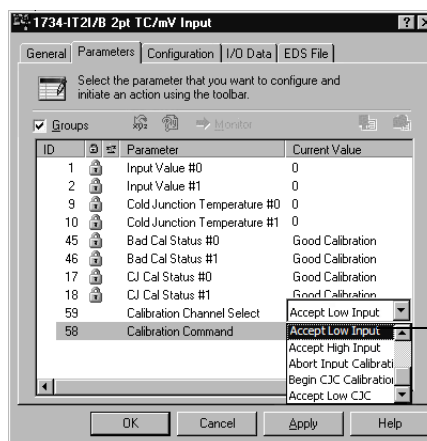 1734-IT2I/B 2pt TC/mV Input
General Parameters Configuration I/O Data EDS File
Select the parameter that you want to configure and
initiate an action using the toolbar.
Groups Monitor
ID Parameter Current Value
1 Input Value #0 0
2 Input Value #1 0
9 Cold Junction Temperature #0 0
10 Cold Junction Temperature #1 0
45 Bad Cal Status #0 Good Calibration
46 Bad Cal Status #1 Good Calibration
17 CJ Cal Status #0 Good Calibration
18 CJ Cal Status #1 Good Calibration
59 Calibration Channel Select Accept Low Input
58 Calibration Command Accept Low Input
Accept High Input
Abort Input Calibrati
Begin CJC Calibration
Accept Low CJC
OK Cancel Apply Help